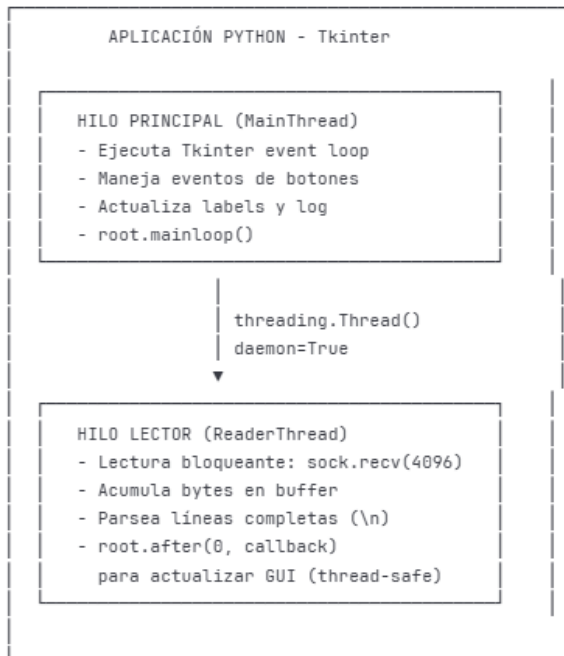 APLICACIÓN PYTHON - Tkinter
HILO PRINCIPAL (MainThread)
- Ejecuta Tkinter event loop
- Maneja eventos de botones
- Actualiza labels y log
- root.mainloop()
threading.Thread()
daemon=True
HILO LECTOR (ReaderThread)
- Lectura bloqueante: sock.recv(4096)
- Acumula bytes en buffer
- Parsea líneas completas (\n)
- root.after(0, callback)
para actualizar GUI (thread-safe)